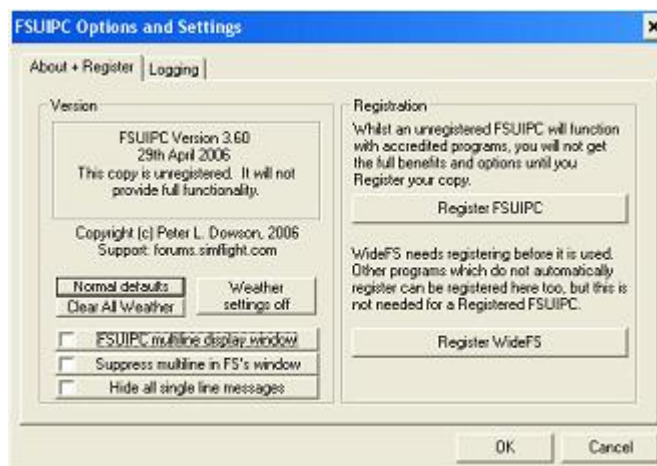 FSUIPC Options and Settings
About + Register
Logging
Version
FSUIPC Version 3.60
29th April 2006
This copy is unregistered. It will not
provide full functionality.
Copyright (c) Peter L. Dowson, 2006
Support: forums.simflight.com
Normal defaults
Clear All Weather
Weather
settings off
FSUIPC multiline display window
Suppress multiline in FS's window
Hide all single line messages
Registration
Whilst an unregistered FSUIPC will function
with accredited programs, you will not get
the full benefits and options until you
Register your copy.
Register FSUIPC
WideFS needs registering before it is used.
Other programs which do not automatically
register can be registered here too, but this is
not needed for a Registered FSUIPC.
Register WideFS
OK
Cancel